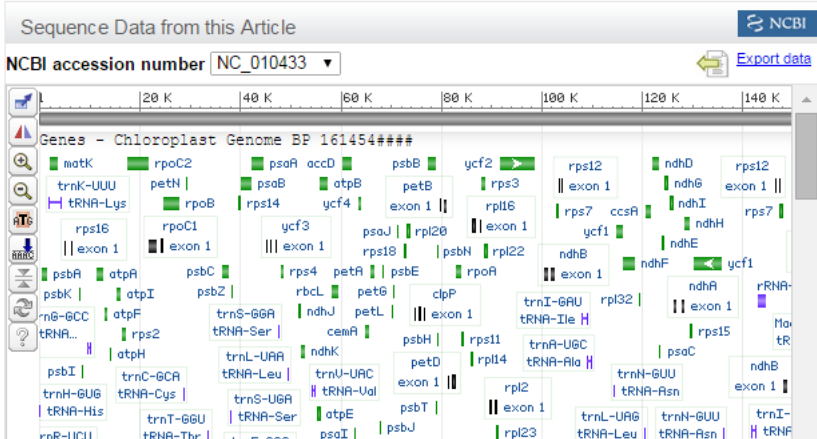 Sequence Data from this Article
NCBI
NCBI accession number NC_010433
Export data
20 K 40 K 60 K 80 K 100 K 120 K 140 K
Genes - Chloroplast Genome BP 161454####
matK rpoC2 psaA accD psbB ycf2 rps12 ndhD rps12
trnK-UUU petN psaB atpB petB rps3 exon 1 ndhG exon 1
tRNA-Lys rpoB rps14 ycf4 exon 1 rpl16 rps7 ccsA ndhI rps7
rps16 rpoC1 ycf3 psaJ rpl20 exon 1 ycf1 ndhH
exon 1 exon 1 exon 1 rps18 psbN rpl22 ndhB ndhE
psbA atpA psbC rps4 petA psbE rpoA exon 1 ndhF ycf1
psbK atpI psbZ rbcL petG clpP trnI-GAU rpl32 ndhA rRNA-
rnG-GCC atpF trnS-GGA ndhJ petL exon 1 tRNA-Ile exon 1
tRNA... rps2 tRNA-Ser cemA psbH rps11 trnA-UGC rps15
atpH trnL-UAA ndhK petD rpl14 tRNA-Ala psaC
psbI trnC-GCA tRNA-Leu trnV-UAC exon 1 trnN-GUU ndhB
trnH-GUG tRNA-Cys trnS-UGA tRNA-Val rpl2 tRNA-Asn exon 1
tRNA-His trnT-GGU tRNA-Ser atpE psbT exon 1 trnL-UAG trnN-GUU trnI-
rnR-UCU tRNA-Thr psaI psbJ rpl23 tRNA-Leu tRNA-Asn